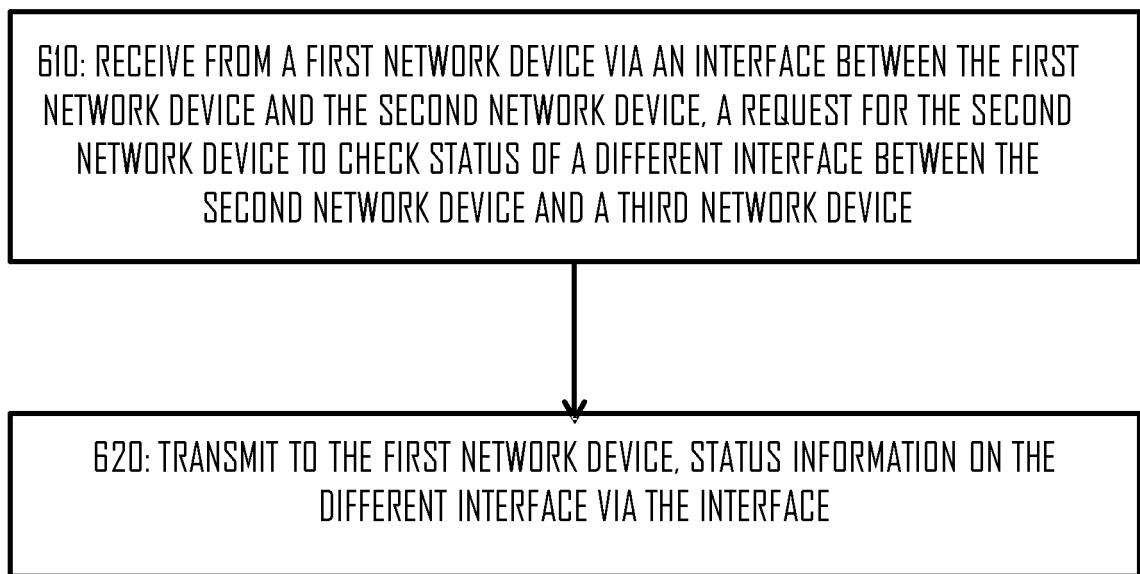 610: RECEIVE FROM A FIRST NETWORK DEVICE VIA AN INTERFACE BETWEEN THE FIRST
NETWORK DEVICE AND THE SECOND NETWORK DEVICE, A REQUEST FOR THE SECOND
NETWORK DEVICE TO CHECK STATUS OF A DIFFERENT INTERFACE BETWEEN THE
SECOND NETWORK DEVICE AND A THIRD NETWORK DEVICE
620: TRANSMIT TO THE FIRST NETWORK DEVICE, STATUS INFORMATION ON THE
DIFFERENT INTERFACE VIA THE INTERFACE